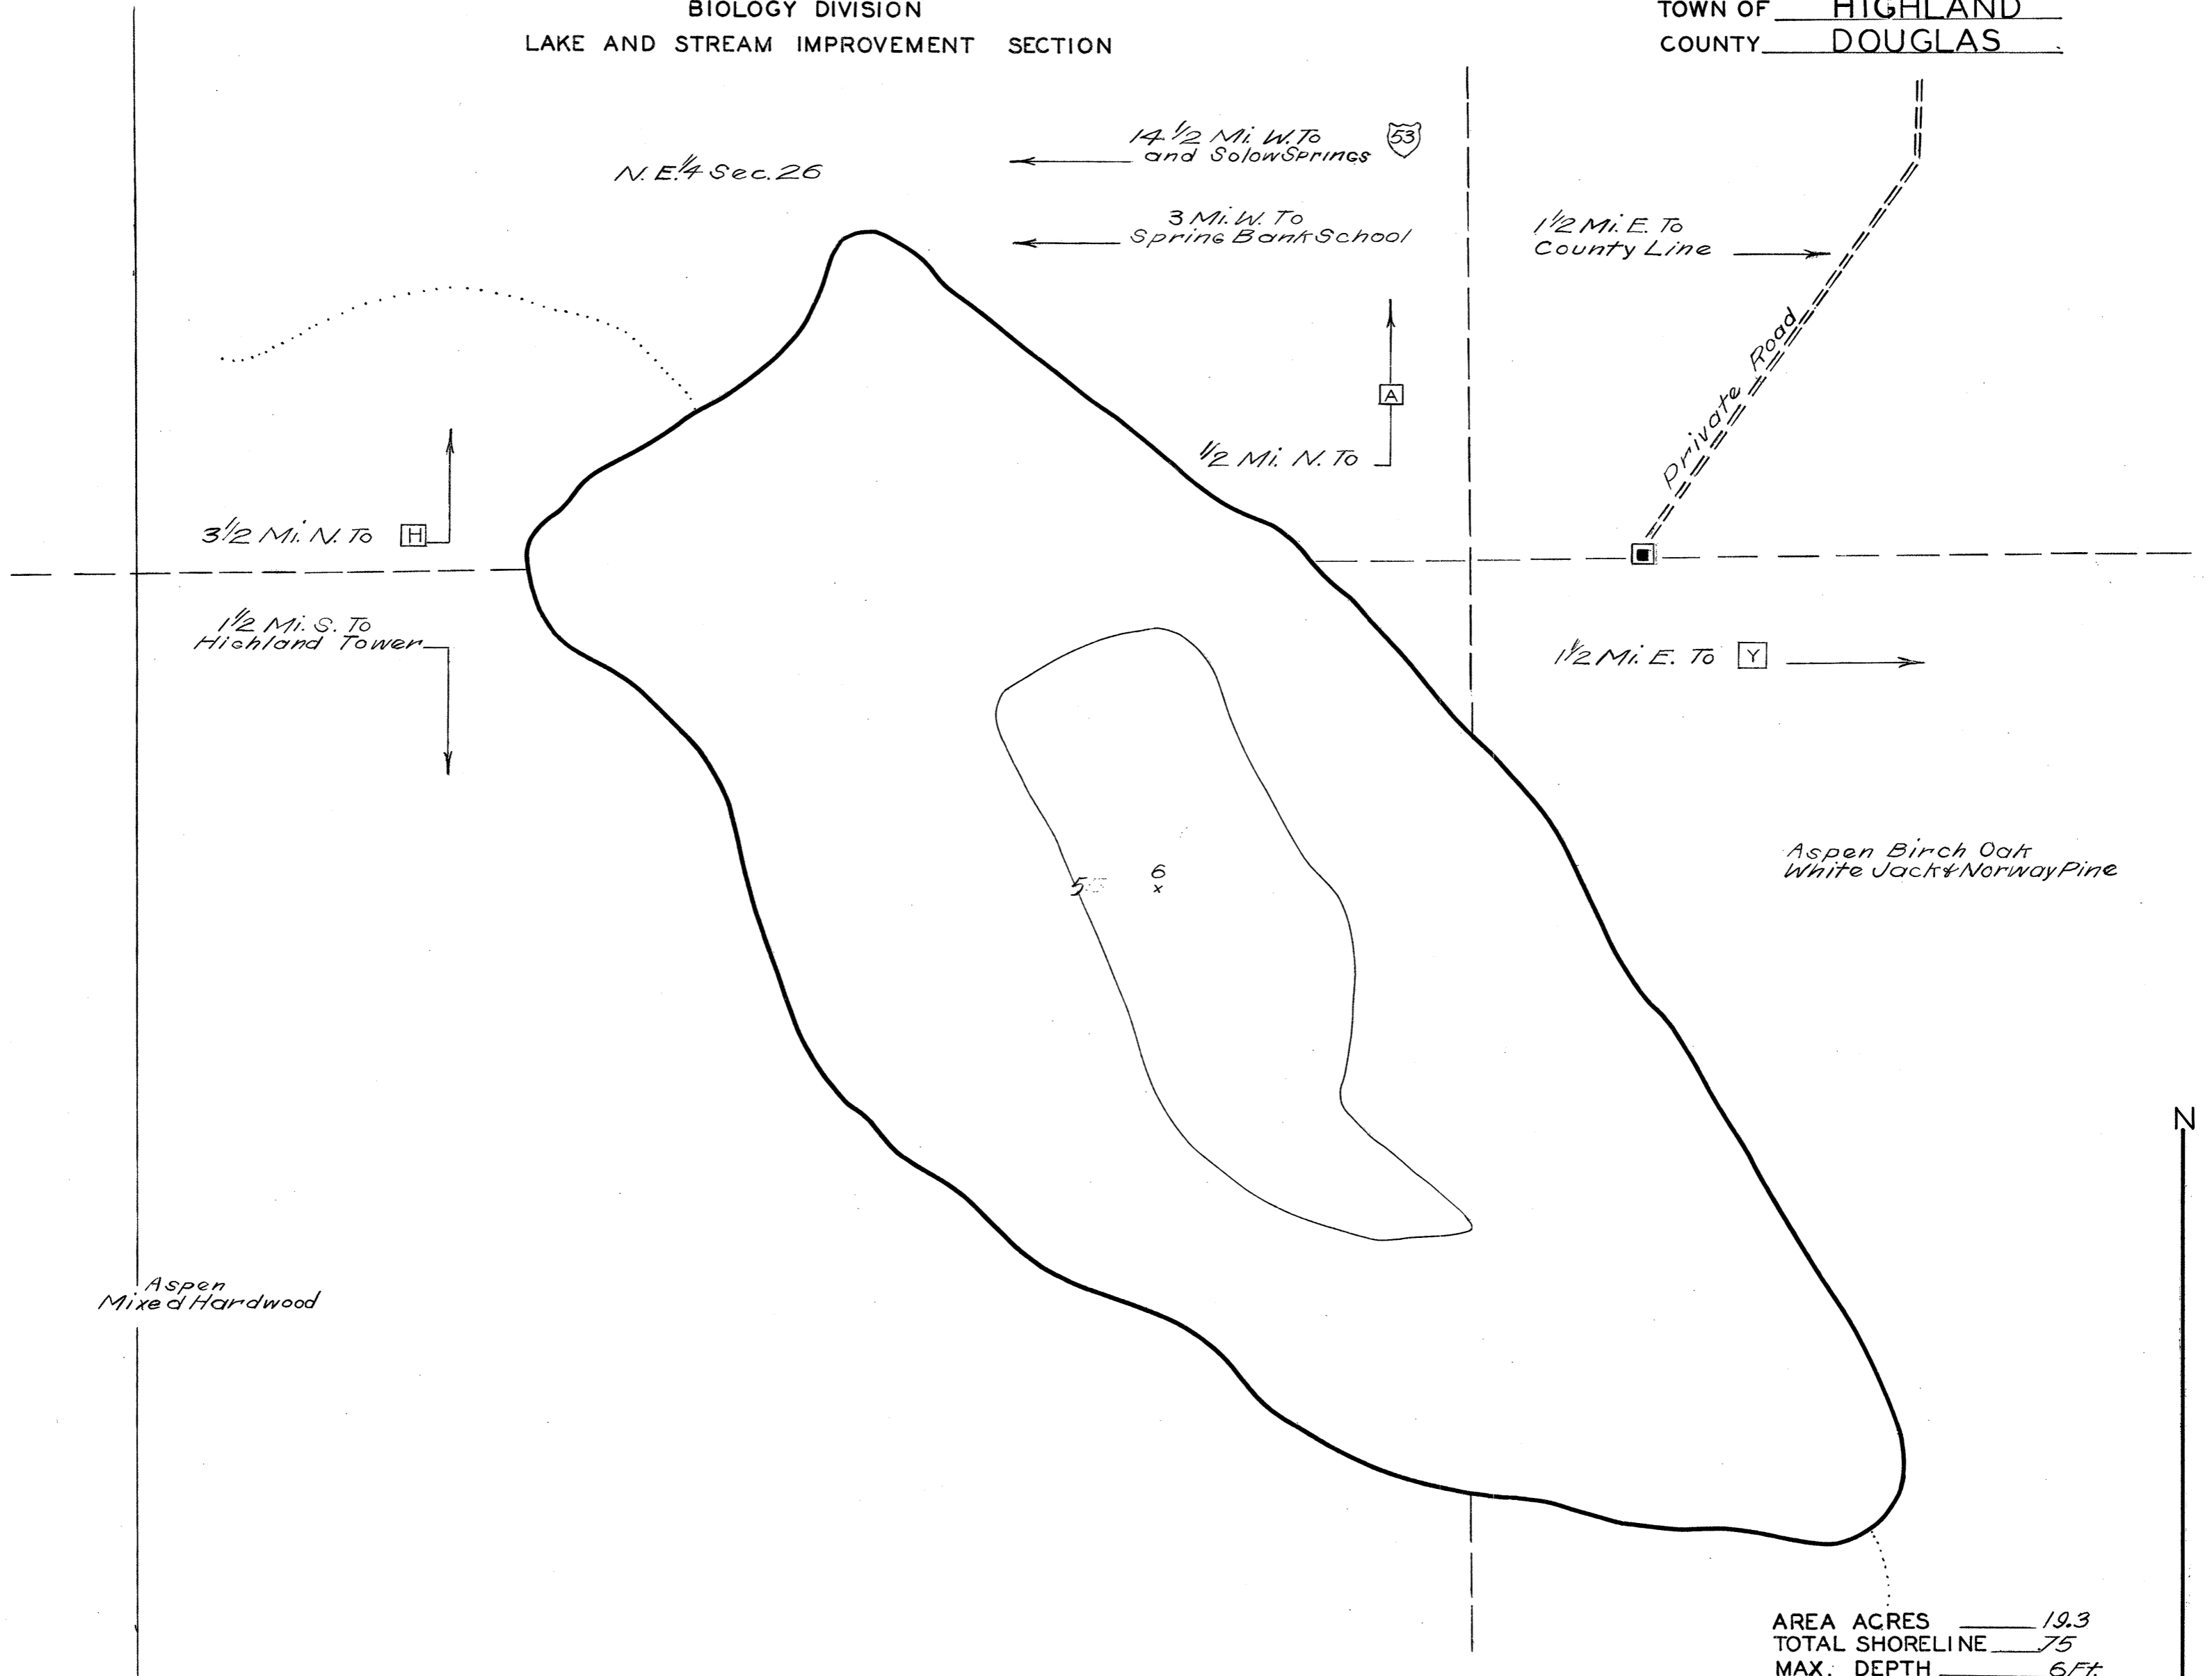 BIOLOGY DIVISION
LAKE AND STREAM IMPROVEMENT SECTION
TOWN OF HIGHLAND
COUNTY DOUGLAS
N. E. 1/4 Sec. 26
14 1/2 Mi. W. To 53
and Solow Springs
3 Mi. W. To
Spring Bank School
1 1/2 Mi. E. To
County Line
Private Road
A
1/2 Mi. N. To
3 1/2 Mi. N. To H
1 1/2 Mi. S. To
Highland Tower
1 1/2 Mi. E. To Y
Aspen Birch Oak
White Jack & Norway Pine
5 6
x
N
Aspen
Mixed Hardwood
AREA ACRES 19.3
TOTAL SHORELINE .75
MAX. DEPTH 6 Ft.